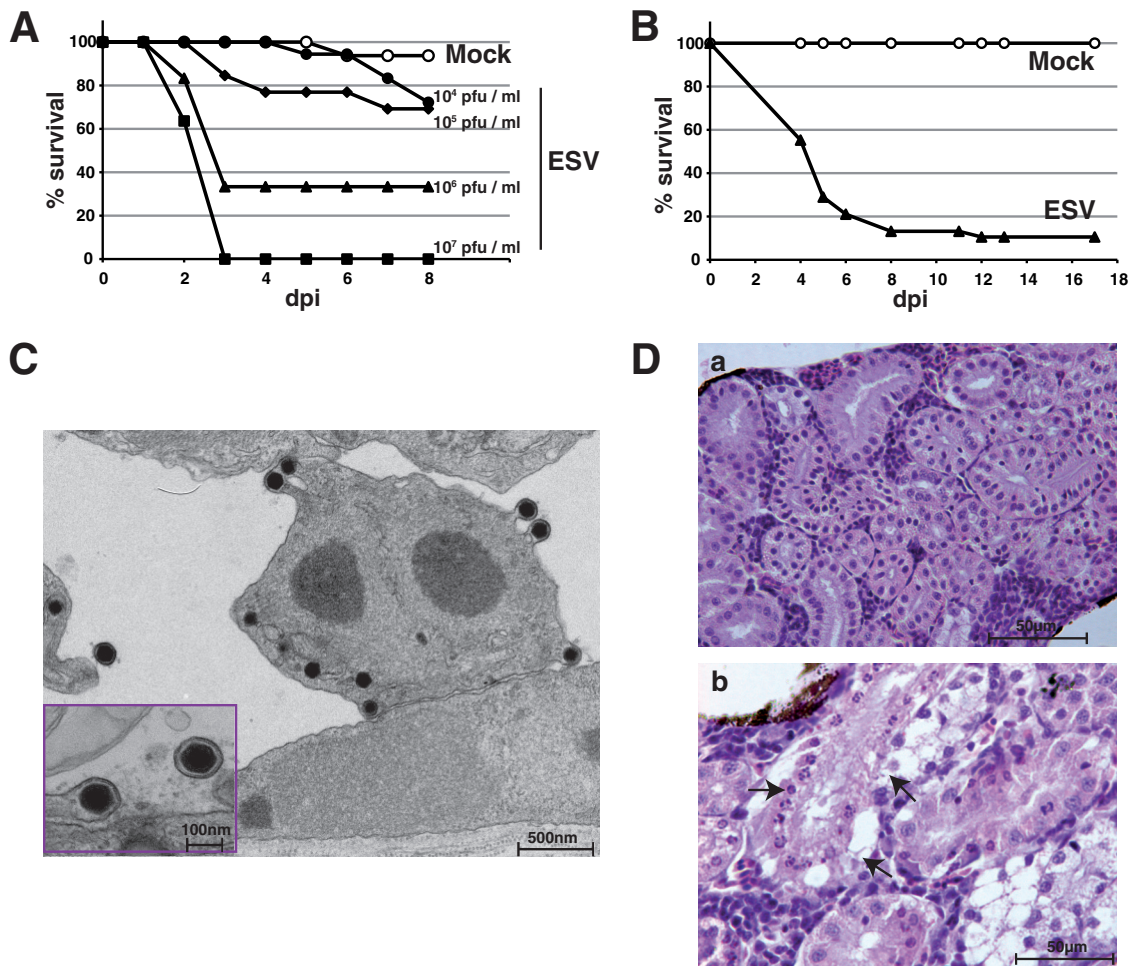 A
% survival
100
80
60
40
20
0
0 2 4 6 8
dpi
Mock
10⁴ pfu / ml
10⁵ pfu / ml
10⁶ pfu / ml
10⁷ pfu / ml
ESV
B
% survival
100
80
60
40
20
0
0 2 4 6 8 10 12 14 16 18
dpi
Mock
ESV
C
100nm
500nm
D
a
50µm
b
50µm